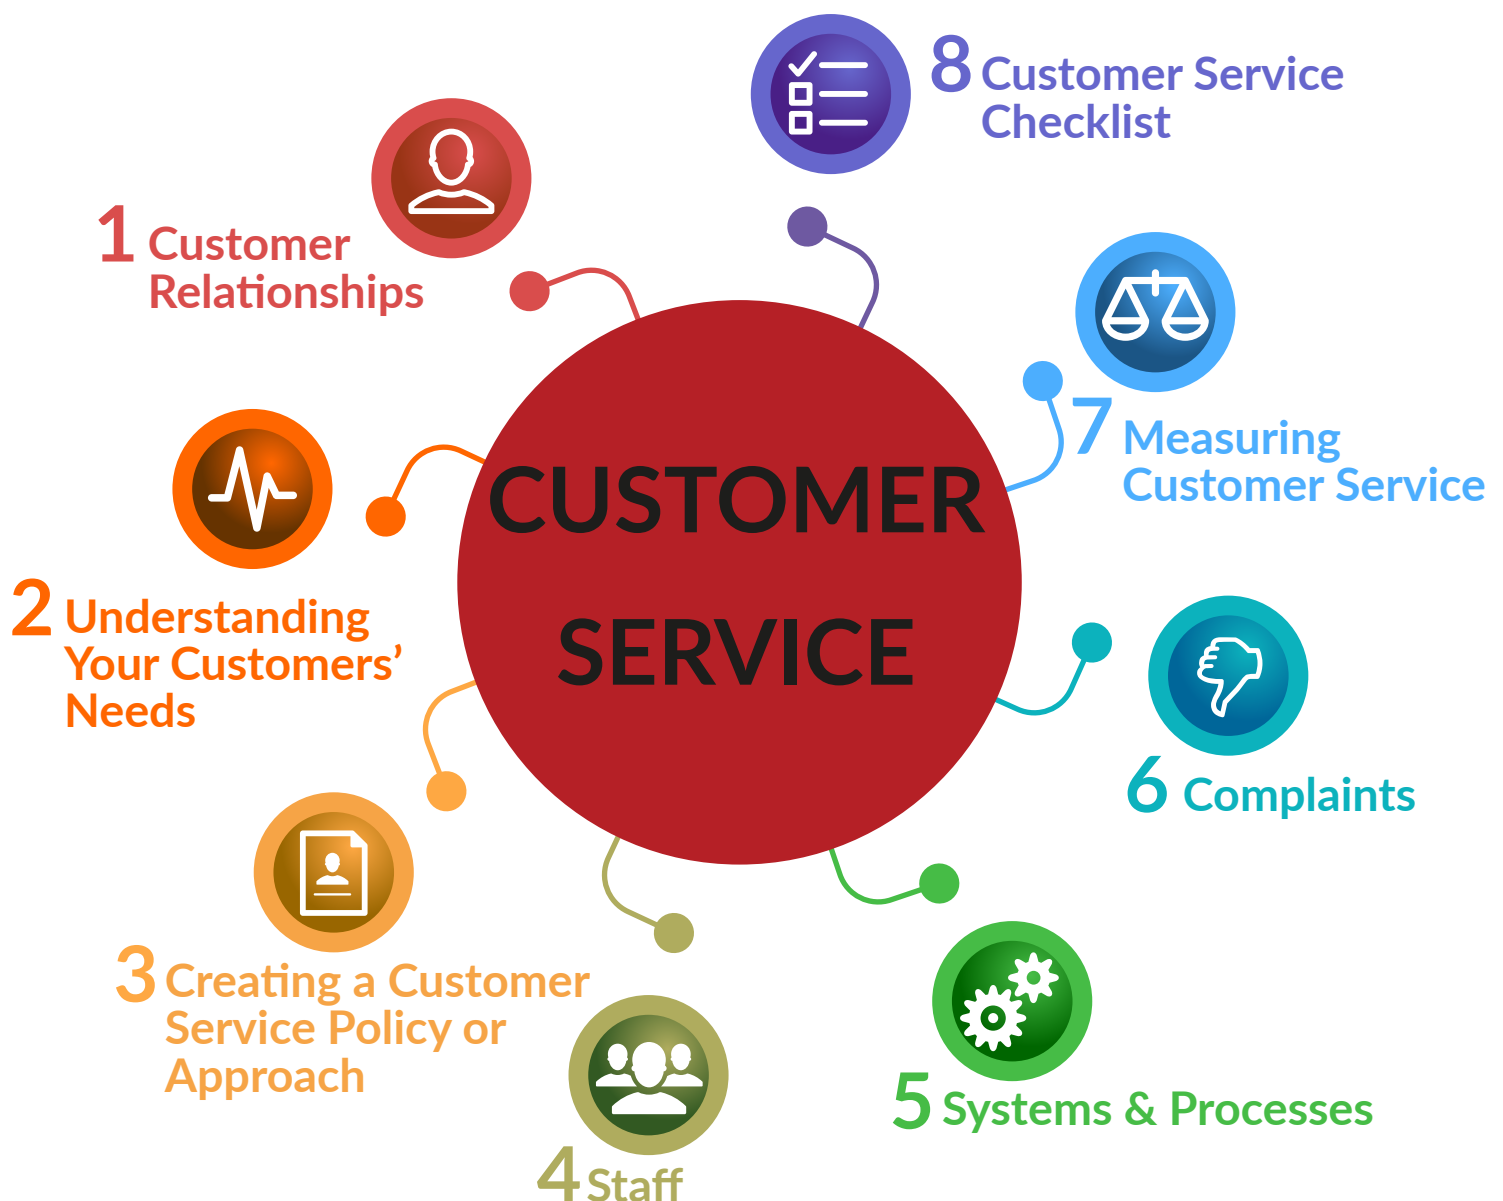 CUSTOMER
SERVICE
1 Customer
Relationships
2 Understanding
Your Customers’
Needs
3 Creating a Customer
Service Policy or
Approach
4 Staff
5 Systems & Processes
6 Complaints
7 Measuring
Customer Service
8 Customer Service
Checklist